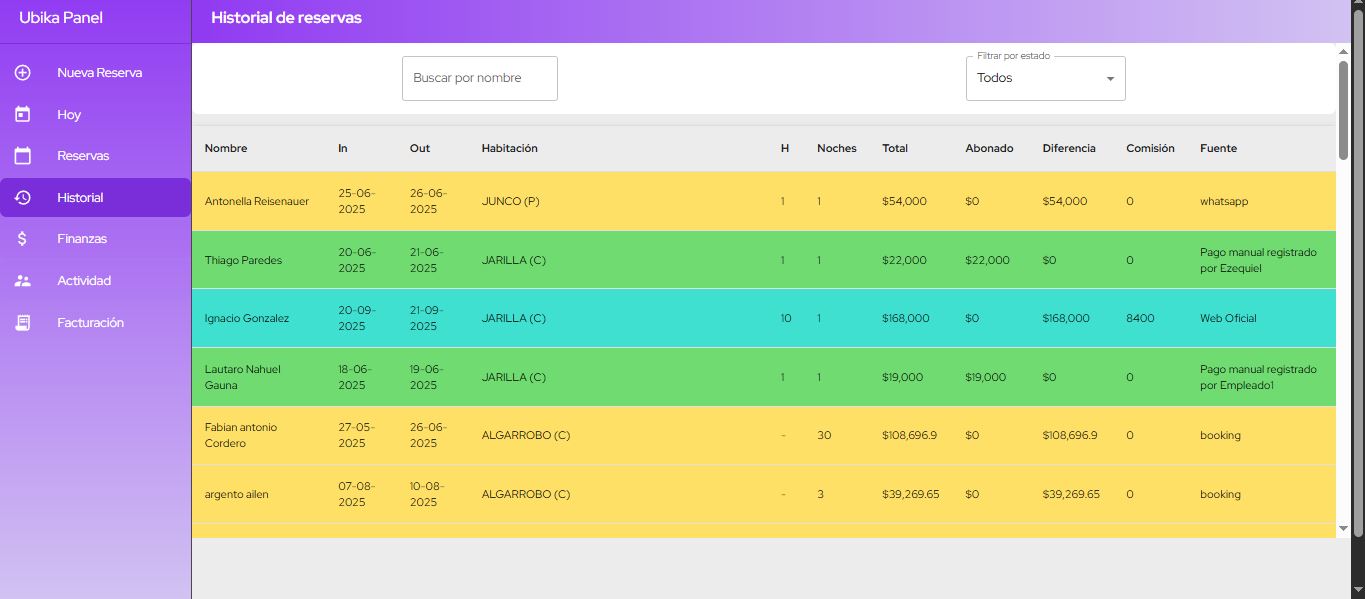 Ubika Panel
Historial de reservas
Nueva Reserva
Hoy
Reservas
Historial
Finanzas
Actividad
Facturación
Buscar por nombre
Filtrar por estado
Todos
Nombre In Out Habitación H Noches Total Abonado Diferencia Comisión Fuente
Antonella Reisenauer 25-06-2025 26-06-2025 JUNCO (P) 1 1 $54,000 $0 $54,000 0 whatsapp
Thiago Paredes 20-06-2025 21-06-2025 JARILLA (C) 1 1 $22,000 $22,000 $0 0 Pago manual registrado por Ezequiel
Ignacio Gonzalez 20-09-2025 21-09-2025 JARILLA (C) 10 1 $168,000 $0 $168,000 8400 Web Oficial
Lautaro Nahuel Gauna 18-06-2025 19-06-2025 JARILLA (C) 1 1 $19,000 $19,000 $0 0 Pago manual registrado por Empleado1
Fabian antonio Cordero 27-05-2025 26-06-2025 ALGARROBO (C) - 30 $108,696.9 $0 $108,696.9 0 booking
argento ailen 07-08-2025 10-08-2025 ALGARROBO (C) - 3 $39,269.65 $0 $39,269.65 0 booking